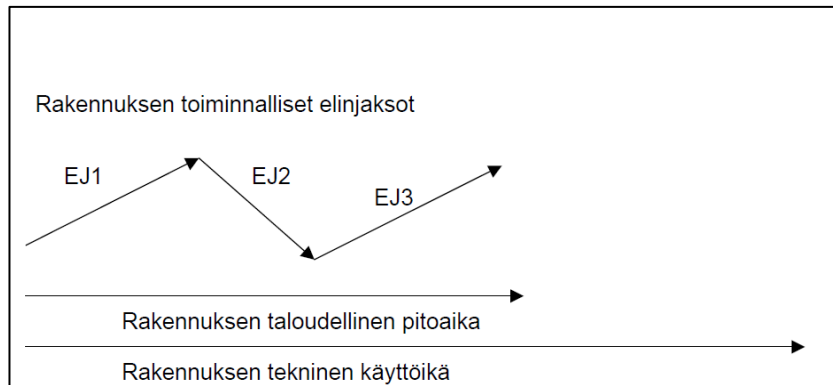 Rakennuksen toiminnalliset elinjaksot
EJ1
EJ2
EJ3
Rakennuksen taloudellinen pitoaika
Rakennuksen tekninen käyttöikä